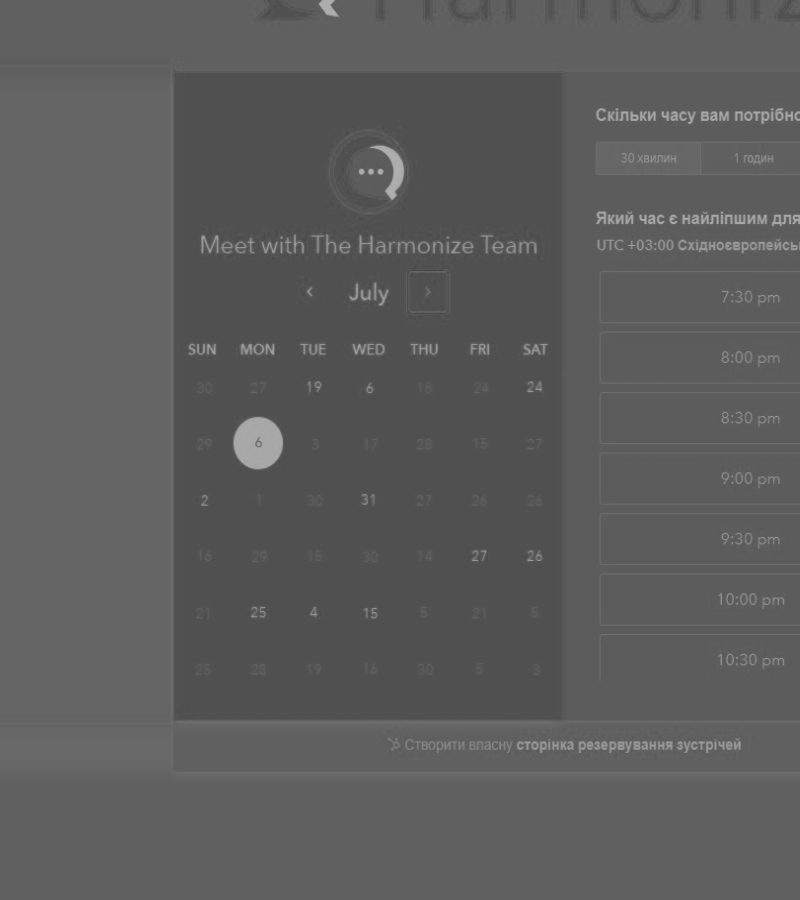 Harmoniz
Скільки часу вам потрібно
30 хвилин 1 годин
Meet with The Harmonize Team
Який час є найліпшим для
UTC +03:00 Східноєвропейсь
July
7:30 pm
8:00 pm
8:30 pm
9:00 pm
9:30 pm
10:00 pm
10:30 pm
SUN MON TUE WED THU FRI SAT
30 27 19 6 18 24 24
29 6 3 17 28 15 27
2 1 30 31 27 26 26
16 29 15 30 14 27 26
21 25 4 15 5 21 5
25 28 19 16 30 5 3
Створити власну сторінка резервування зустрічей